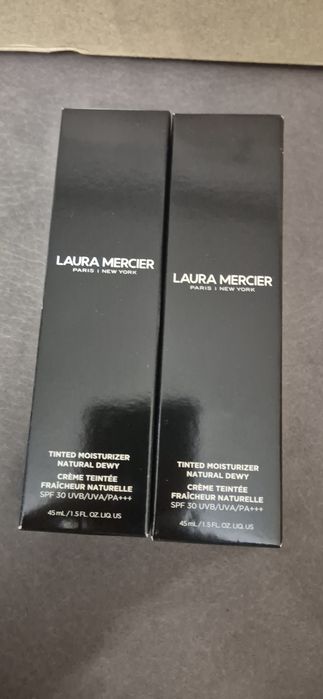 LAURA MERCIER
PARIS | NEW YORK
TINTED MOISTURIZER
NATURAL DEWY
CRÈME TEINTÉE
FRAÎCHEUR NATURELLE
SPF 30 UVB/UVA/PA+++
45 mL / 1.5 FL. OZ. LIQ. US
LAURA MERCIER
PARIS | NEW YORK
TINTED MOISTURIZER
NATURAL DEWY
CRÈME TEINTÉE
FRAÎCHEUR NATURELLE
SPF 30 UVB/UVA/PA+++
45 mL / 1.5 FL. OZ. LIQ. US